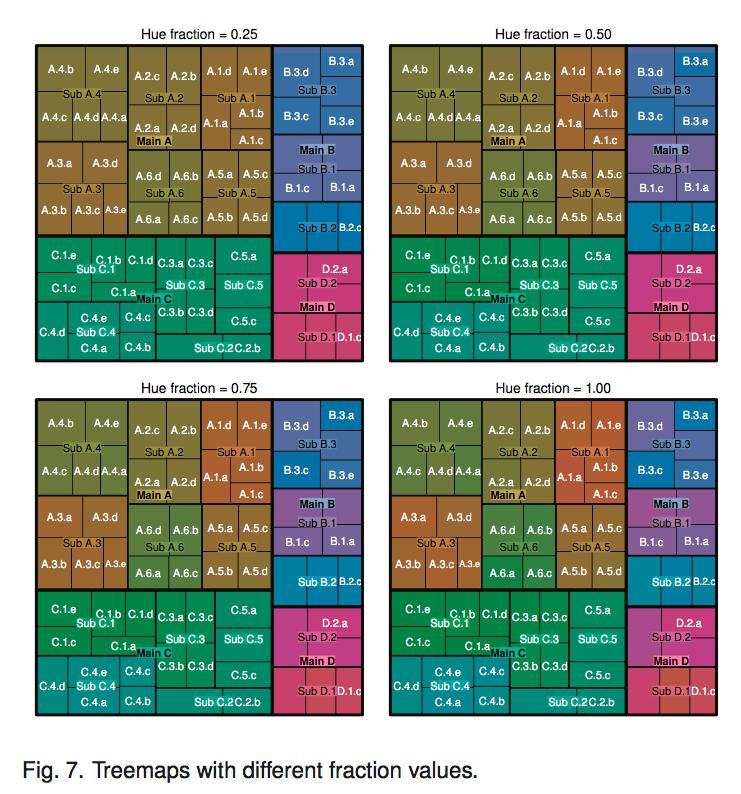 Hue fraction = 0.25
A.4.b A.4.e A.2.c A.2.b A.1.d A.1.e B.3.d B.3.a
Sub A.4 Sub A.2 Sub A.1 Sub B.3
A.4.c A.4.d A.4.a A.2.a A.2.d A.1.a A.1.b B.3.c B.3.e
Main A A.1.c
Main B
A.3.a A.3.d A.6.d A.6.b A.5.a A.5.c Sub B.1
Sub A.3 Sub A.6 Sub A.5 B.1.c B.1.a
A.3.b A.3.c A.3.e A.6.a A.6.c A.5.b A.5.d
Sub B.2 B.2.c
C.1.e C.1.b C.1.d C.3.a C.3.c C.5.a
Sub C.1 D.2.a
C.1.c C.1.a Sub C.3 Sub C.5 Sub D.2
Main C Main D
C.4.d C.4.e C.4.c C.3.b C.3.d C.5.c
Sub C.4 Sub D.1 D.1.c
C.4.a C.4.b Sub C.2 C.2.b
Hue fraction = 0.50
A.4.b A.4.e A.2.c A.2.b A.1.d A.1.e B.3.d B.3.a
Sub A.4 Sub A.2 Sub A.1 Sub B.3
A.4.c A.4.d A.4.a A.2.a A.2.d A.1.a A.1.b B.3.c B.3.e
Main A A.1.c
Main B
A.3.a A.3.d A.6.d A.6.b A.5.a A.5.c Sub B.1
Sub A.3 Sub A.6 Sub A.5 B.1.c B.1.a
A.3.b A.3.c A.3.e A.6.a A.6.c A.5.b A.5.d
Sub B.2 B.2.c
C.1.e C.1.b C.1.d C.3.a C.3.c C.5.a
Sub C.1 D.2.a
C.1.c C.1.a Sub C.3 Sub C.5 Sub D.2
Main C Main D
C.4.d C.4.e C.4.c C.3.b C.3.d C.5.c
Sub C.4 Sub D.1 D.1.c
C.4.a C.4.b Sub C.2 C.2.b
Hue fraction = 0.75
A.4.b A.4.e A.2.c A.2.b A.1.d A.1.e B.3.d B.3.a
Sub A.4 Sub A.2 Sub A.1 Sub B.3
A.4.c A.4.d A.4.a A.2.a A.2.d A.1.a A.1.b B.3.c B.3.e
Main A A.1.c
Main B
A.3.a A.3.d A.6.d A.6.b A.5.a A.5.c Sub B.1
Sub A.3 Sub A.6 Sub A.5 B.1.c B.1.a
A.3.b A.3.c A.3.e A.6.a A.6.c A.5.b A.5.d
Sub B.2 B.2.c
C.1.e C.1.b C.1.d C.3.a C.3.c C.5.a
Sub C.1 D.2.a
C.1.c C.1.a Sub C.3 Sub C.5 Sub D.2
Main C Main D
C.4.d C.4.e C.4.c C.3.b C.3.d C.5.c
Sub C.4 Sub D.1 D.1.c
C.4.a C.4.b Sub C.2 C.2.b
Hue fraction = 1.00
A.4.b A.4.e A.2.c A.2.b A.1.d A.1.e B.3.d B.3.a
Sub A.4 Sub A.2 Sub A.1 Sub B.3
A.4.c A.4.d A.4.a A.2.a A.2.d A.1.a A.1.b B.3.c B.3.e
Main A A.1.c
Main B
A.3.a A.3.d A.6.d A.6.b A.5.a A.5.c Sub B.1
Sub A.3 Sub A.6 Sub A.5 B.1.c B.1.a
A.3.b A.3.c A.3.e A.6.a A.6.c A.5.b A.5.d
Sub B.2 B.2.c
C.1.e C.1.b C.1.d C.3.a C.3.c C.5.a
Sub C.1 D.2.a
C.1.c C.1.a Sub C.3 Sub C.5 Sub D.2
Main C Main D
C.4.d C.4.e C.4.c C.3.b C.3.d C.5.c
Sub C.4 Sub D.1 D.1.c
C.4.a C.4.b Sub C.2 C.2.b
Fig. 7. Treemaps with different fraction values.